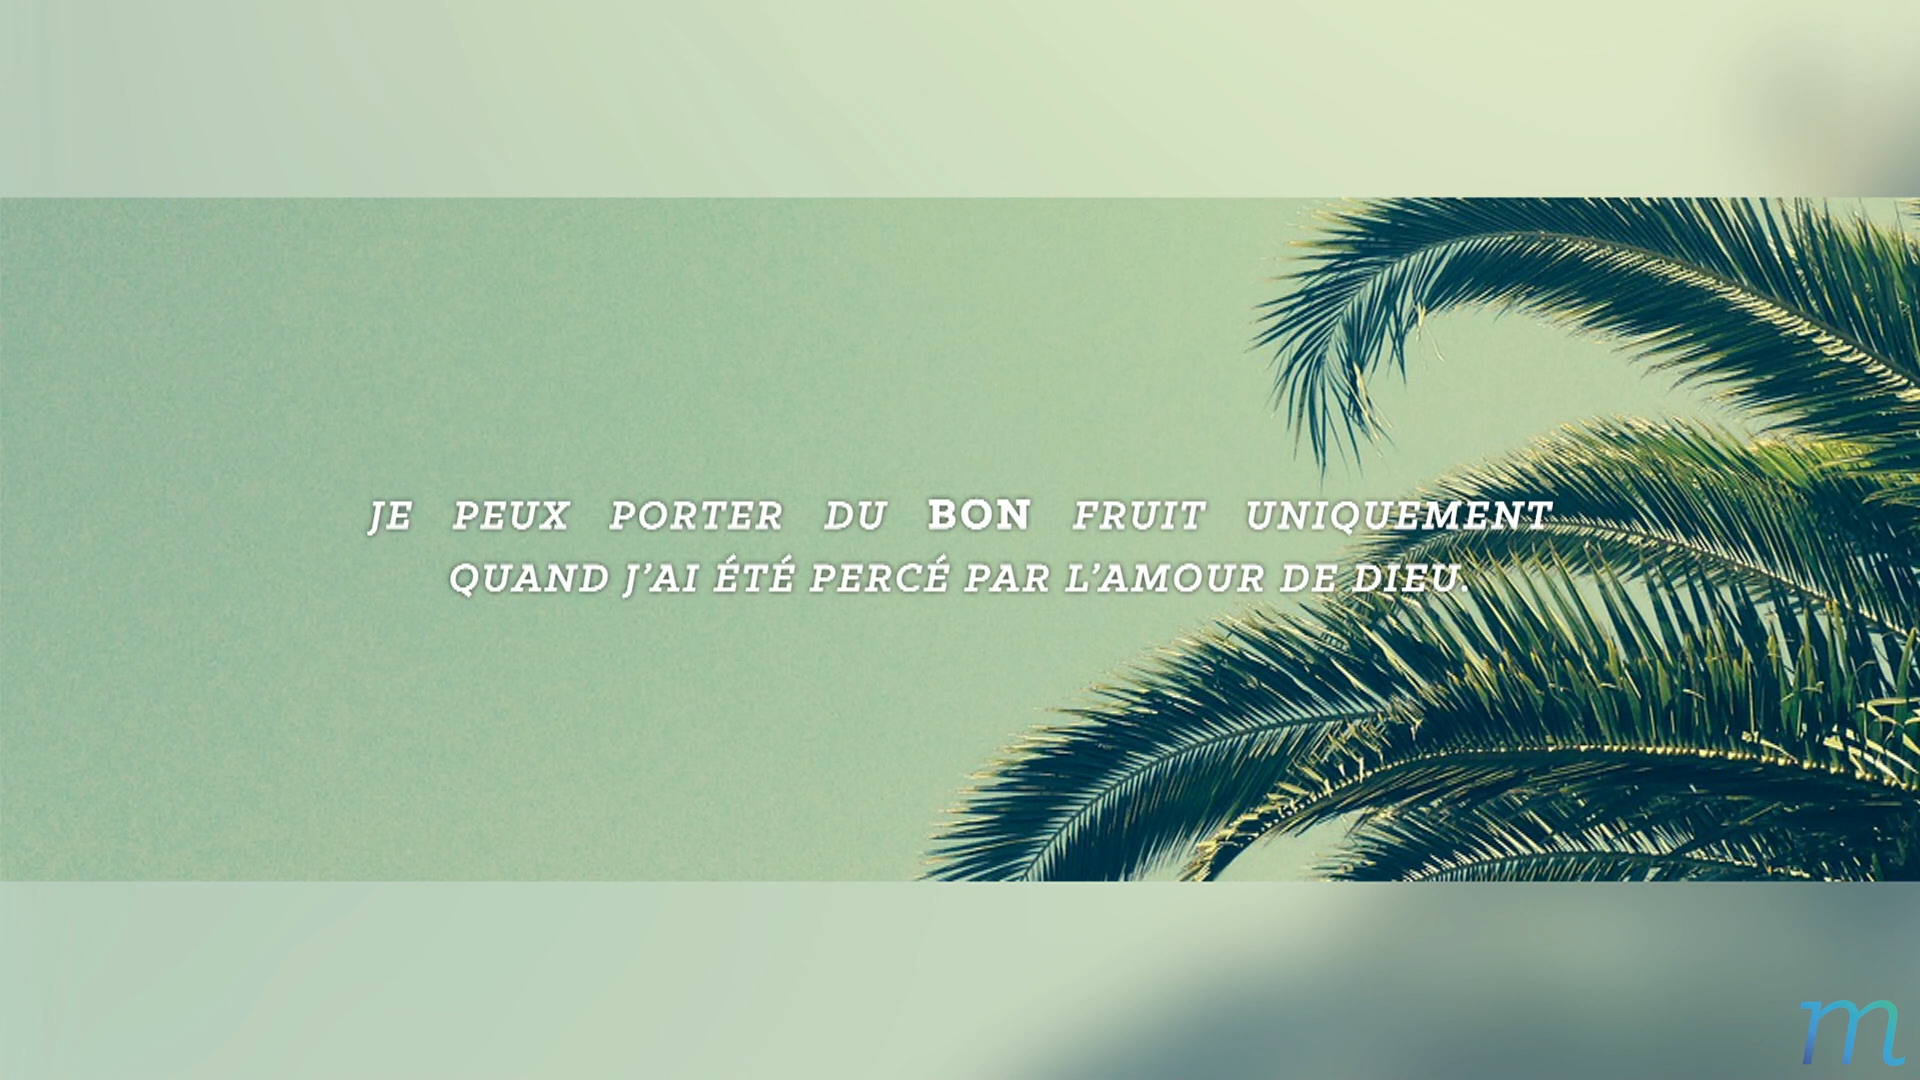 JE PEUX PORTER DU BON FRUIT UNIQUEMENT
QUAND J'AI ÉTÉ PERCÉ PAR L'AMOUR DE DIEU.
m